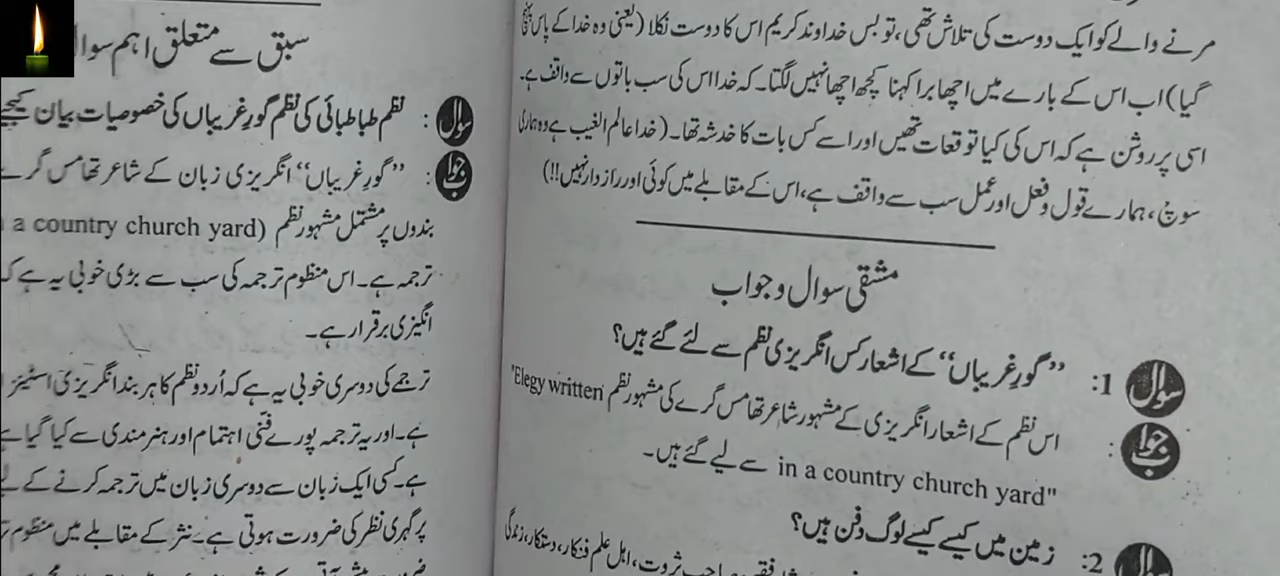 مرنے والے کو ایک دوست کی تلاش تھی، تو بس خداوند کریم اس کا دوست نکلا (یعنی وہ خدا کے پاس پہنچ
گیا) اب اس کے بارے میں اچھا برا کہنا کچھ اچھا نہیں لگتا۔ کہ خدا اس کی سب باتوں سے واقف ہے۔
اسی پر روشن ہے کہ اس کی کیا توقعات تھیں اور اسے کس بات کا خدشہ تھا۔ (خدا عالم الغیب ہے وہ ہماری
سوچ، ہمارے قول و فعل اور عمل سب سے واقف ہے، اس کے مقابلے میں کوئی اور راز دار نہیں!!)
مشقی سوال و جواب
سوال 1: ’’گورِ غریباں‘‘ کے اشعار کس انگریزی نظم سے لئے گئے ہیں؟
جواب : اس نظم کے اشعار انگریزی کے مشہور شاعر تھامس گرے کی مشہور نظم 'Elegy written
in a country church yard" سے لیے گئے ہیں۔
سوال 2: زمین میں کیسے کیسے لوگ دفن ہیں؟
صاحبِ ثروت، اہل علم فنکار، دستکار، زندگی
سبق سے متعلق اہم سوال
سوال : نظم طباطبائی کی نظم گورِ غریباں کی خصوصیات بیان کیجیے
جواب : ’’گورِ غریباں‘‘ انگریزی زبان کے شاعر تھامس گرے
بندوں پر مشتمل مشہور نظم (a country church yard
ترجمہ ہے۔ اس منظوم ترجمہ کی سب سے بڑی خوبی یہ ہے کہ
انگیزی برقرار ہے۔
ترجمے کی دوسری خوبی یہ ہے کہ اُردو نظم کا ہر بند انگریزی اسٹینزا
ہے۔ اور یہ ترجمہ پورے فنّی اہتمام اور ہنر مندی سے کیا گیا ہے
ہے۔ کسی ایک زبان سے دوسری زبان میں ترجمہ کرنے کے لیے
پر گہری نظر کی ضرورت ہوتی ہے۔ نثر کے مقابلے میں منظوم